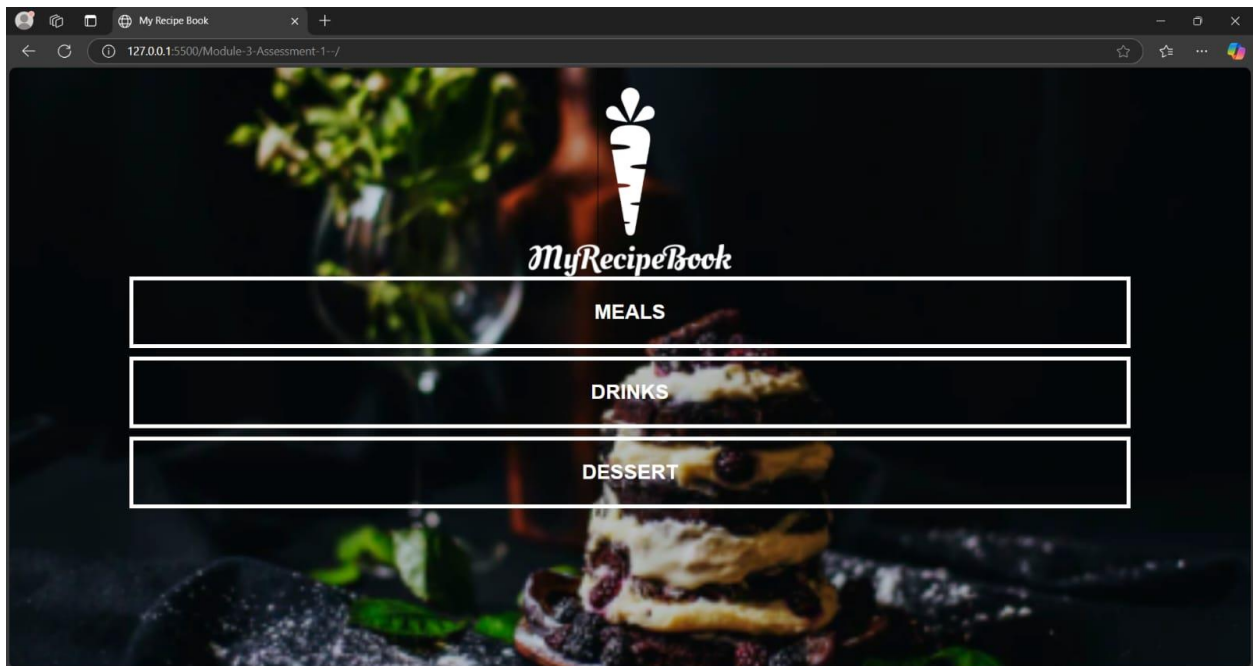 My Recipe Book
127.0.0.1:5500/Module-3-Assessment-1--/
MyRecipeBook
MEALS
DRINKS
DESSERT